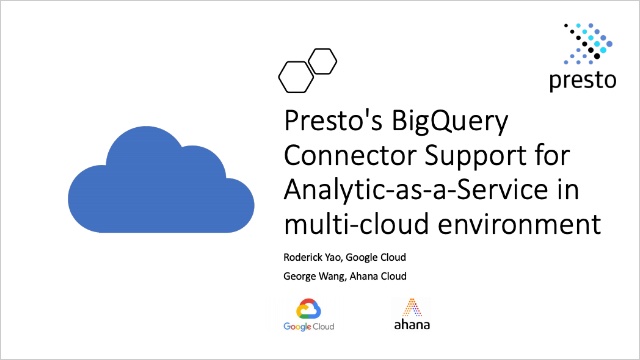 presto
Presto's BigQuery
Connector Support for
Analytic-as-a-Service in
multi-cloud environment
Roderick Yao, Google Cloud
George Wang, Ahana Cloud
Google Cloud
ahana